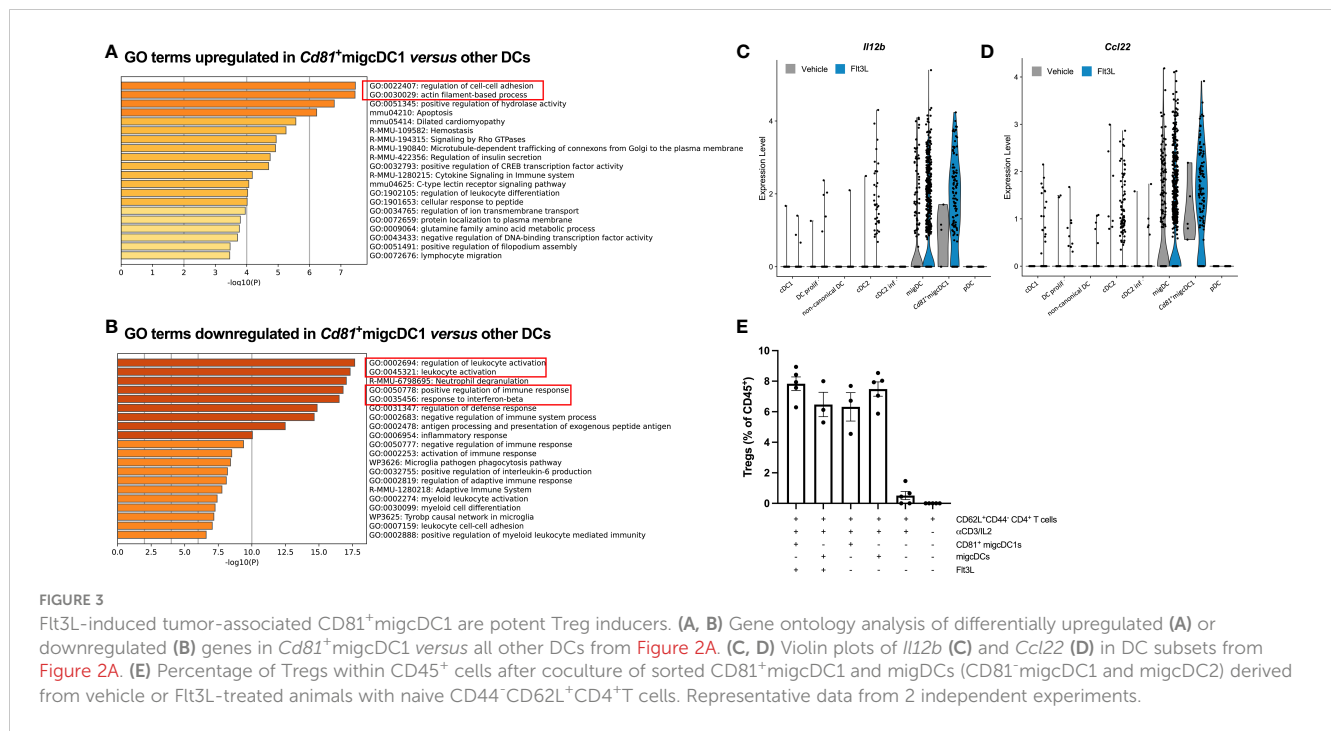 A GO terms upregulated in Cd81+migcDC1 versus other DCs
GO:0022407: regulation of cell-cell adhesion
GO:0030029: actin filament-based process
GO:0051345: positive regulation of hydrolase activity
mmu04210: Apoptosis
mmu05414: Dilated cardiomyopathy
R-MMU-109582: Hemostasis
R-MMU-194315: Signaling by Rho GTPases
R-MMU-190840: Microtubule-dependent trafficking of connexons from Golgi to the plasma membrane
R-MMU-422356: Regulation of insulin secretion
GO:0032793: positive regulation of CREB transcription factor activity
R-MMU-1280215: Cytokine Signaling in Immune system
mmu04625: C-type lectin receptor signaling pathway
GO:1902105: regulation of leukocyte differentiation
GO:1901653: cellular response to peptide
GO:0034765: regulation of ion transmembrane transport
GO:0072659: protein localization to plasma membrane
GO:0009064: glutamine family amino acid metabolic process
GO:0043433: negative regulation of DNA-binding transcription factor activity
GO:0051491: positive regulation of filopodium assembly
GO:0072676: lymphocyte migration
0 1 2 3 4 5 6 7
-log10(P)
B GO terms downregulated in Cd81+migcDC1 versus other DCs
GO:0002694: regulation of leukocyte activation
GO:0045321: leukocyte activation
R-MMU-6798695: Neutrophil degranulation
GO:0050778: positive regulation of immune response
GO:0035456: response to interferon-beta
GO:0031347: regulation of defense response
GO:0002683: negative regulation of immune system process
GO:0002478: antigen processing and presentation of exogenous peptide antigen
GO:0006954: inflammatory response
GO:0050777: negative regulation of immune response
GO:0002253: activation of immune response
WP3626: Microglia pathogen phagocytosis pathway
GO:0032755: positive regulation of interleukin-6 production
GO:0002819: regulation of adaptive immune response
R-MMU-1280218: Adaptive Immune System
GO:0002274: myeloid leukocyte activation
GO:0030099: myeloid cell differentiation
WP3625: Tyrobp causal network in microglia
GO:0007159: leukocyte cell-cell adhesion
GO:0002888: positive regulation of myeloid leukocyte mediated immunity
0.0 2.5 5.0 7.5 10.0 12.5 15.0 17.5
-log10(P)
C Il12b
Vehicle Flt3L
Expression Level
4
2
0
cDC1 DC prolif non-canonical DC cDC2 cDC2 inf migDC Cd81+migcDC1 pDC
D Ccl22
Vehicle Flt3L
Expression Level
4
3
2
1
0
cDC1 DC prolif non-canonical DC cDC2 cDC2 inf migDC Cd81+migcDC1 pDC
E
Tregs (% of CD45+)
10
8
6
4
2
0
+ + + + + + CD62L+CD44- CD4+ T cells
+ + + + + - αCD3/IL2
+ - + - - - CD81+ migcDC1s
- + - + - - migcDCs
+ + - - - - Flt3L
FIGURE 3
Flt3L-induced tumor-associated CD81+migcDC1 are potent Treg inducers. (A, B) Gene ontology analysis of differentially upregulated (A) or
downregulated (B) genes in Cd81+migcDC1 versus all other DCs from Figure 2A. (C, D) Violin plots of Il12b (C) and Ccl22 (D) in DC subsets from
Figure 2A. (E) Percentage of Tregs within CD45+ cells after coculture of sorted CD81+migcDC1 and migDCs (CD81-migcDC1 and migcDC2) derived
from vehicle or Flt3L-treated animals with naive CD44-CD62L+CD4+T cells. Representative data from 2 independent experiments.